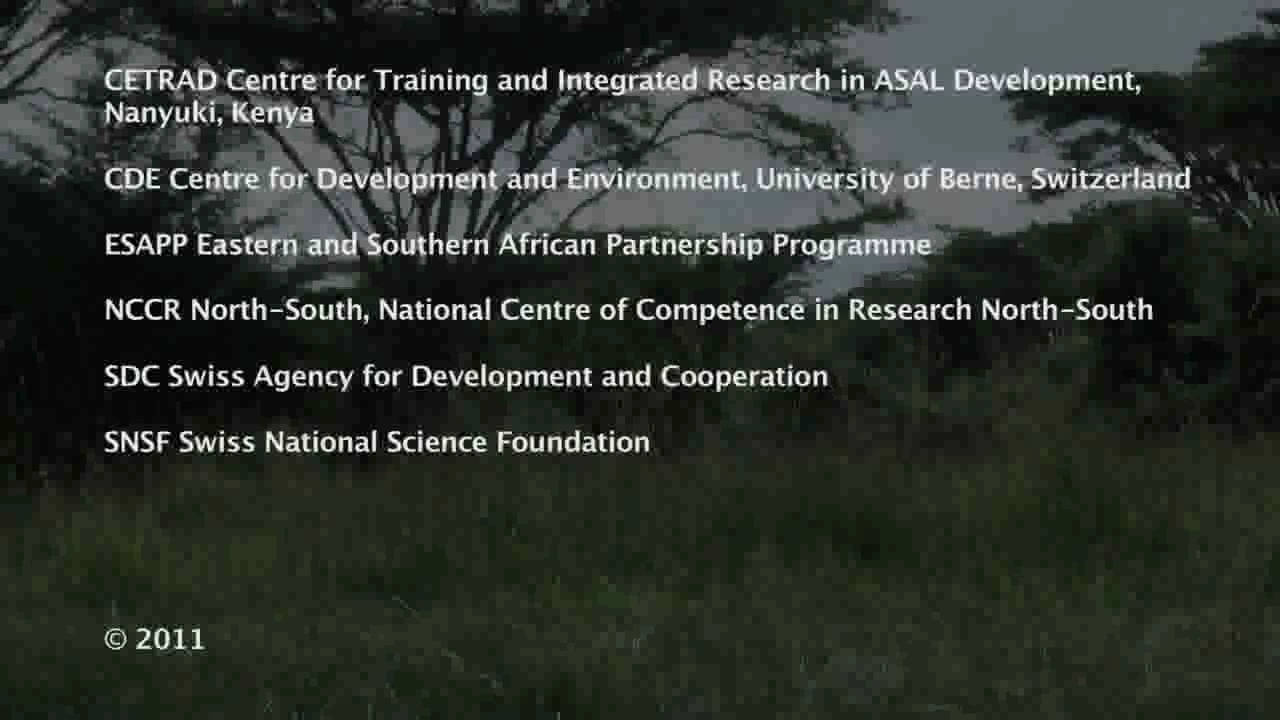 CETRAD Centre for Training and Integrated Research in ASAL Development,
Nanyuki, Kenya
CDE Centre for Development and Environment, University of Berne, Switzerland
ESAPP Eastern and Southern African Partnership Programme
NCCR North-South, National Centre of Competence in Research North-South
SDC Swiss Agency for Development and Cooperation
SNSF Swiss National Science Foundation
© 2011